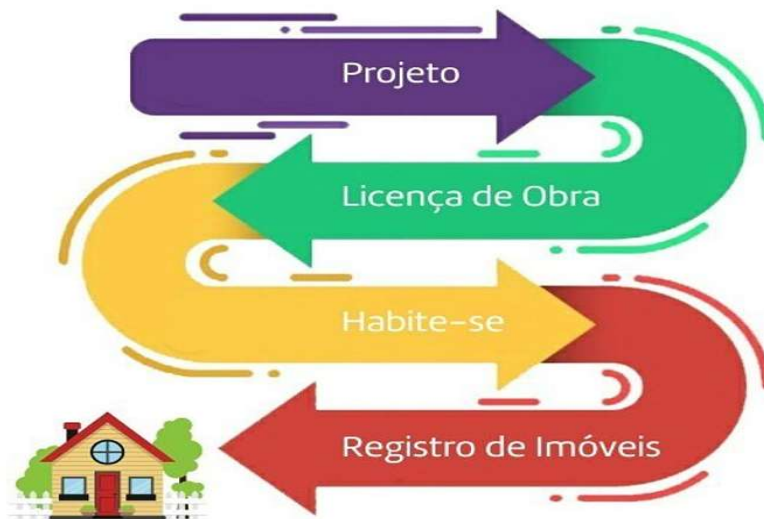 Projeto
Licença de Obra
Habite-se
Registro de Imóveis